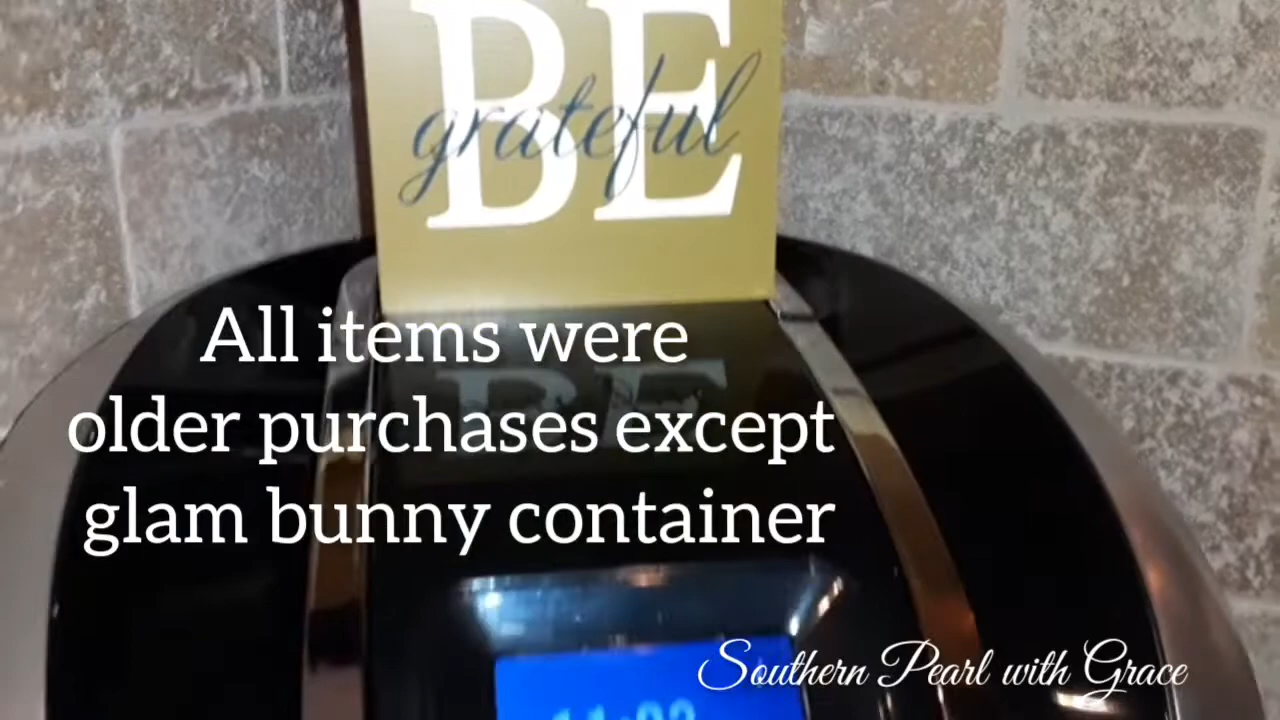 BE
grateful
All items were
older purchases except
glam bunny container
Southern Pearl with Grace